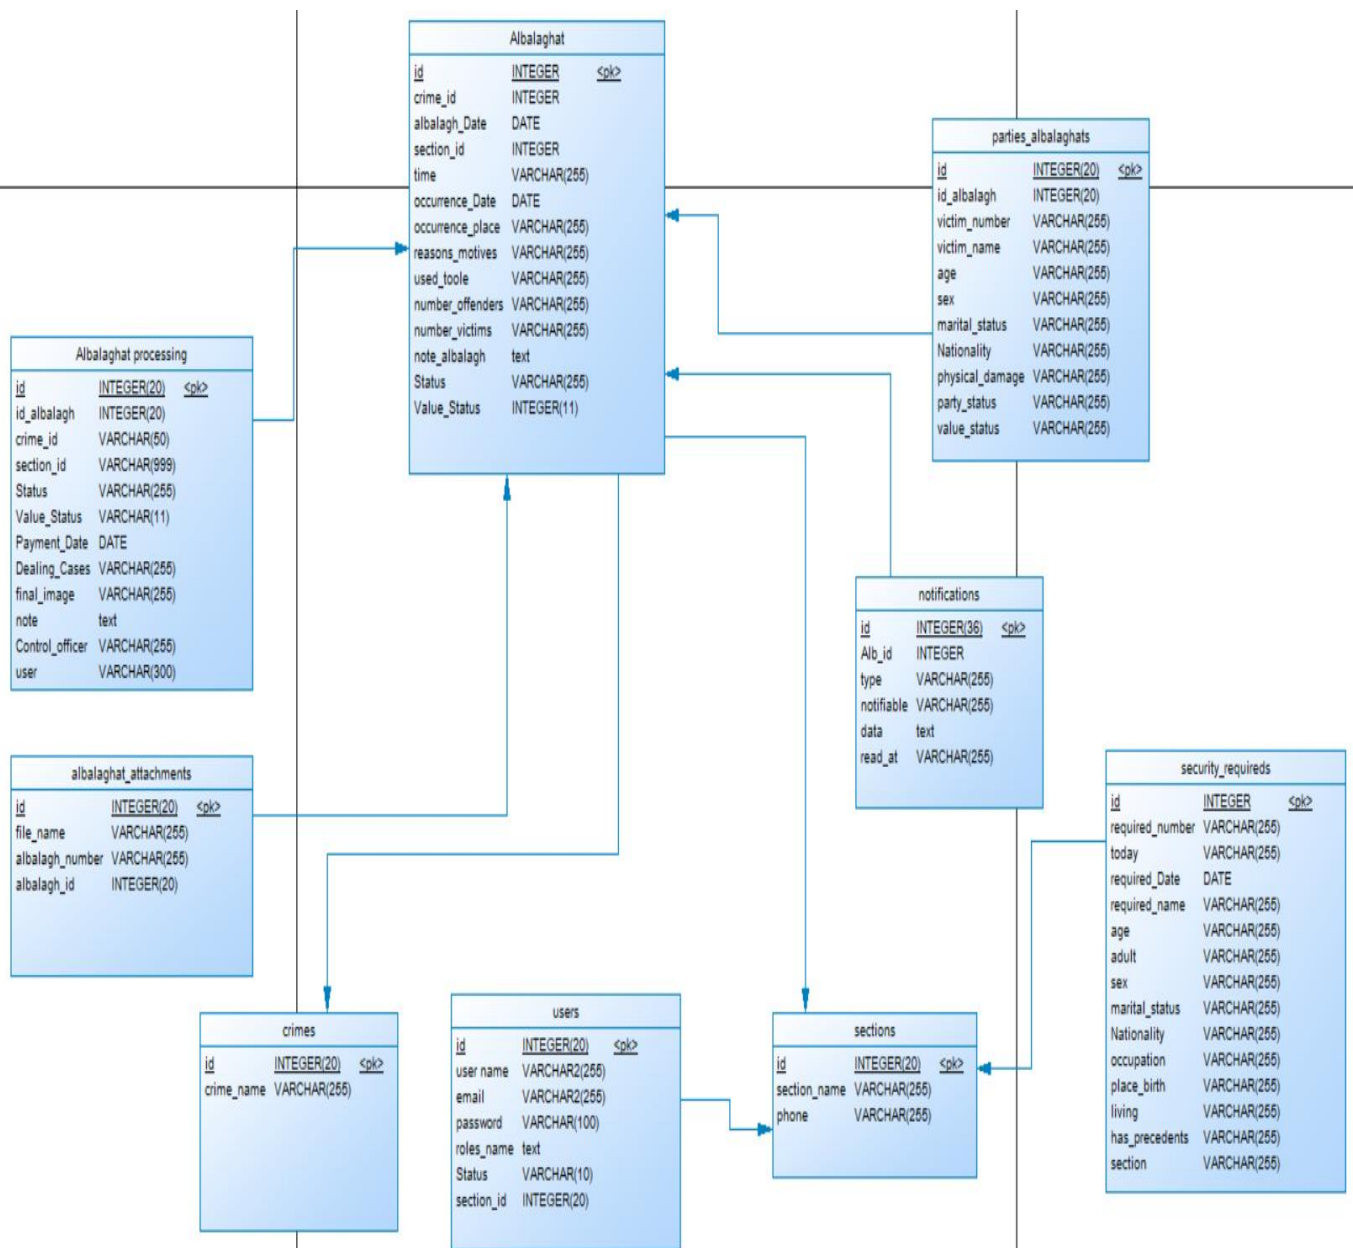 Albalaghat
id INTEGER <pk>
crime_id INTEGER
albalagh_Date DATE
section_id INTEGER
time VARCHAR(255)
occurrence_Date DATE
occurrence_place VARCHAR(255)
reasons_motives VARCHAR(255)
used_toole VARCHAR(255)
number_offenders VARCHAR(255)
number_victims VARCHAR(255)
note_albalagh text
Status VARCHAR(255)
Value_Status INTEGER(11)
parties_albalaghats
id INTEGER(20) <pk>
id_albalagh INTEGER(20)
victim_number VARCHAR(255)
victim_name VARCHAR(255)
age VARCHAR(255)
sex VARCHAR(255)
marital_status VARCHAR(255)
Nationality VARCHAR(255)
physical_damage VARCHAR(255)
party_status VARCHAR(255)
value_status VARCHAR(255)
Albalaghat processing
id INTEGER(20) <pk>
id_albalagh INTEGER(20)
crime_id VARCHAR(50)
section_id VARCHAR(999)
Status VARCHAR(255)
Value_Status VARCHAR(11)
Payment_Date DATE
Dealing_Cases VARCHAR(255)
final_image VARCHAR(255)
note text
Control_officer VARCHAR(255)
user VARCHAR(300)
notifications
id INTEGER(36) <pk>
Alb_id INTEGER
type VARCHAR(255)
notifiable VARCHAR(255)
data text
read_at VARCHAR(255)
albalaghat_attachments
id INTEGER(20) <pk>
file_name VARCHAR(255)
albalagh_number VARCHAR(255)
albalagh_id INTEGER(20)
security_requireds
id INTEGER <pk>
required_number VARCHAR(255)
today VARCHAR(255)
required_Date DATE
required_name VARCHAR(255)
age VARCHAR(255)
adult VARCHAR(255)
sex VARCHAR(255)
marital_status VARCHAR(255)
Nationality VARCHAR(255)
occupation VARCHAR(255)
place_birth VARCHAR(255)
living VARCHAR(255)
has_precedents VARCHAR(255)
section VARCHAR(255)
crimes
id INTEGER(20) <pk>
crime_name VARCHAR(255)
users
id INTEGER(20) <pk>
user name VARCHAR2(255)
email VARCHAR2(255)
password VARCHAR(100)
roles_name text
Status VARCHAR(10)
section_id INTEGER(20)
sections
id INTEGER(20) <pk>
section_name VARCHAR(255)
phone VARCHAR(255)